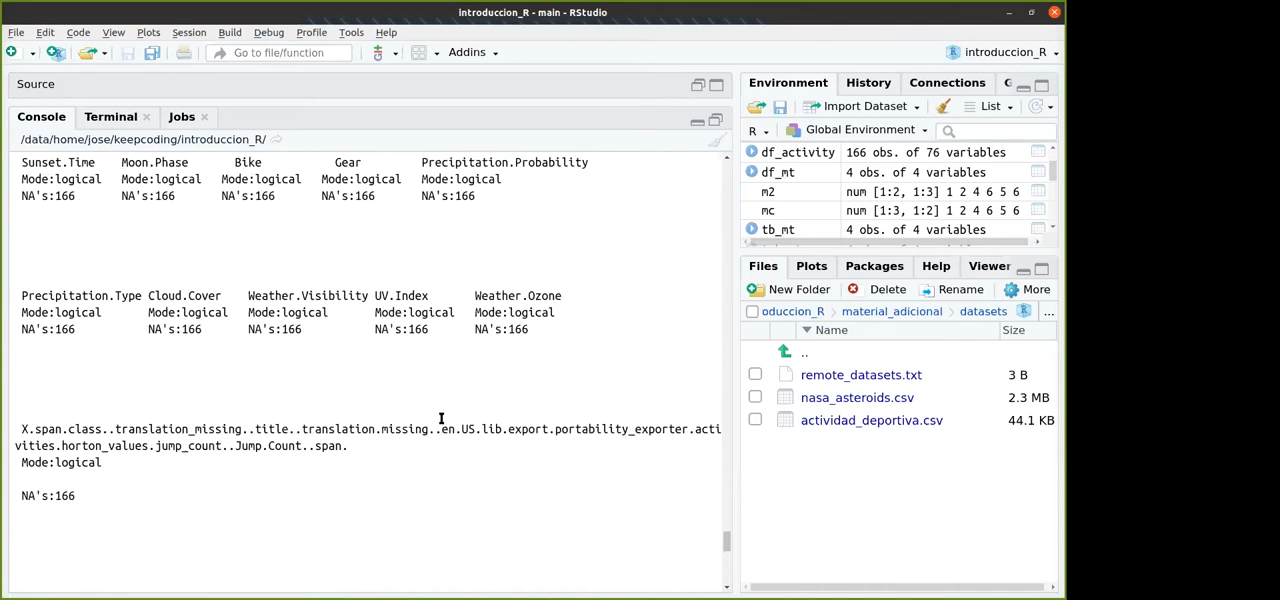 introduccion_R - main - RStudio
File Edit Code View Plots Session Build Debug Profile Tools Help
Go to file/function Addins introduccion_R
Source
Console Terminal Jobs
/data/home/jose/keepcoding/introduccion_R/
Sunset.Time Moon.Phase Bike Gear Precipitation.Probability
Mode:logical Mode:logical Mode:logical Mode:logical Mode:logical
NA's:166 NA's:166 NA's:166 NA's:166 NA's:166
Precipitation.Type Cloud.Cover Weather.Visibility UV.Index Weather.Ozone
Mode:logical Mode:logical Mode:logical Mode:logical Mode:logical
NA's:166 NA's:166 NA's:166 NA's:166 NA's:166
X.span.class..translation_missing..title..translation.missing..en.US.lib.export.portability_exporter.acti
vities.horton_values.jump_count..Jump.Count..span.
Mode:logical
NA's:166
Environment History Connections
Import Dataset List
R Global Environment
df_activity 166 obs. of 76 variables
df_mt 4 obs. of 4 variables
m2 num [1:2, 1:3] 1 2 4 6 5 6
mc num [1:3, 1:2] 1 2 4 6 5 6
tb_mt 4 obs. of 4 variables
Files Plots Packages Help Viewer
New Folder Delete Rename More
oduccion_R material_adicional datasets ...
Name Size
..
remote_datasets.txt 3 B
nasa_asteroids.csv 2.3 MB
actividad_deportiva.csv 44.1 KB